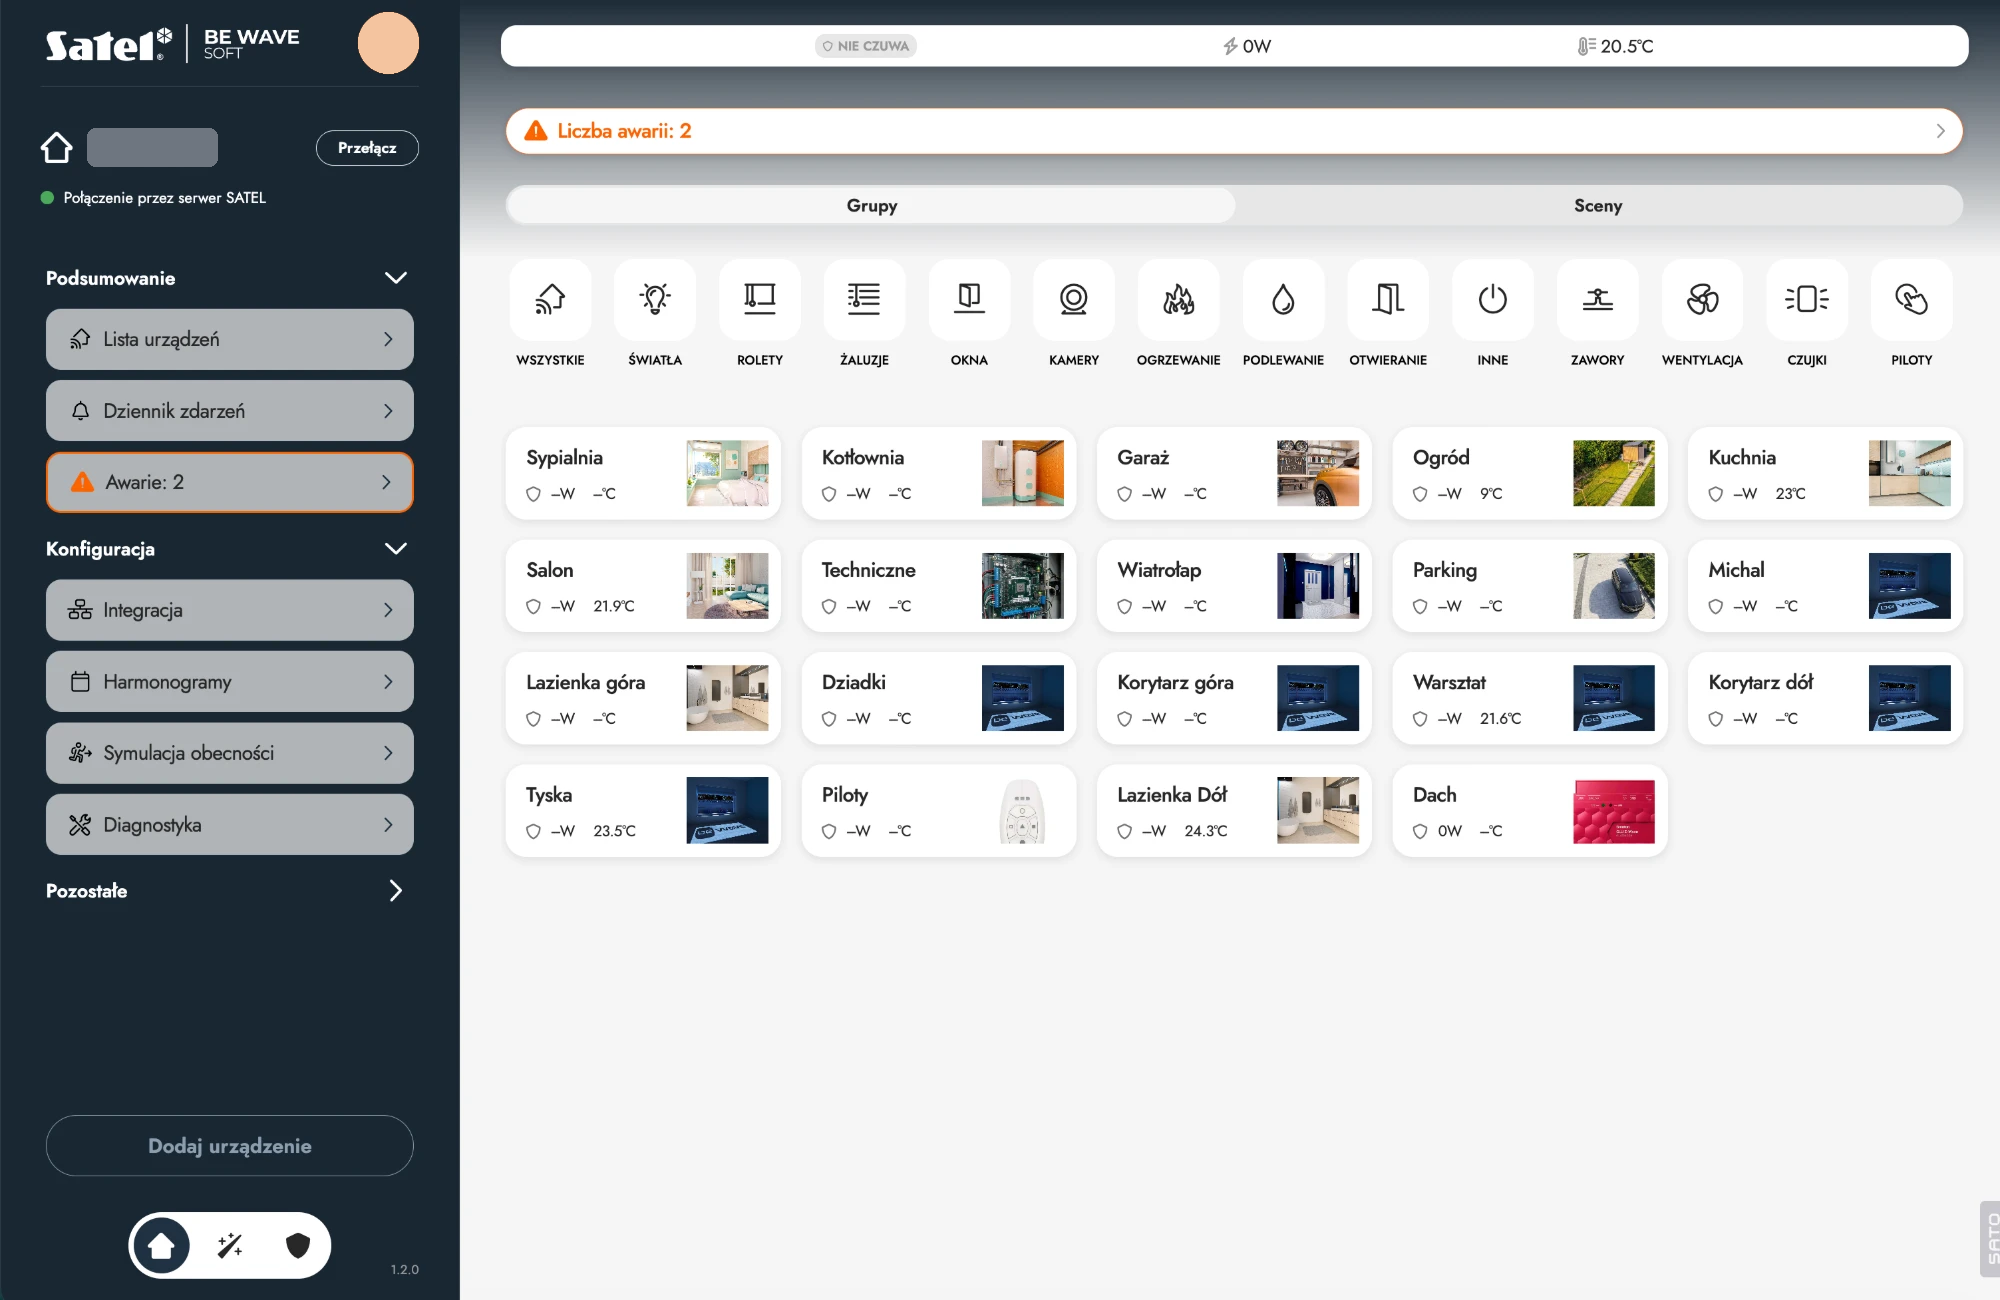 Satel®
BE WAVE
SOFT
Przełącz
Połączenie przez serwer SATEL
Podsumowanie
Lista urządzeń
Dziennik zdarzeń
Awarie: 2
Konfiguracja
Integracja
Harmonogramy
Symulacja obecności
Diagnostyka
Pozostałe
Dodaj urządzenie
1.2.0
NIE CZUWA
0W
20.5°C
Liczba awarii: 2
Grupy
Sceny
WSZYSTKIE
ŚWIATŁA
ROLETY
ŻALUZJE
OKNA
KAMERY
OGRZEWANIE
PODLEWANIE
OTWIERANIE
INNE
ZAWORY
WENTYLACJA
CZUJKI
PILOTY
Sypialnia
–W –°C
Kotłownia
–W –°C
Garaż
–W –°C
Ogród
–W 9°C
Kuchnia
–W 23°C
Salon
–W 21.9°C
Techniczne
–W –°C
Wiatrołap
–W –°C
Parking
–W –°C
Michal
–W –°C
Lazienka góra
–W –°C
Dziadki
–W –°C
Korytarz góra
–W –°C
Warsztat
–W 21.6°C
Korytarz dół
–W –°C
Tyska
–W 23.5°C
Piloty
–W –°C
Lazienka Dół
–W 24.3°C
Dach
0W –°C
SATO